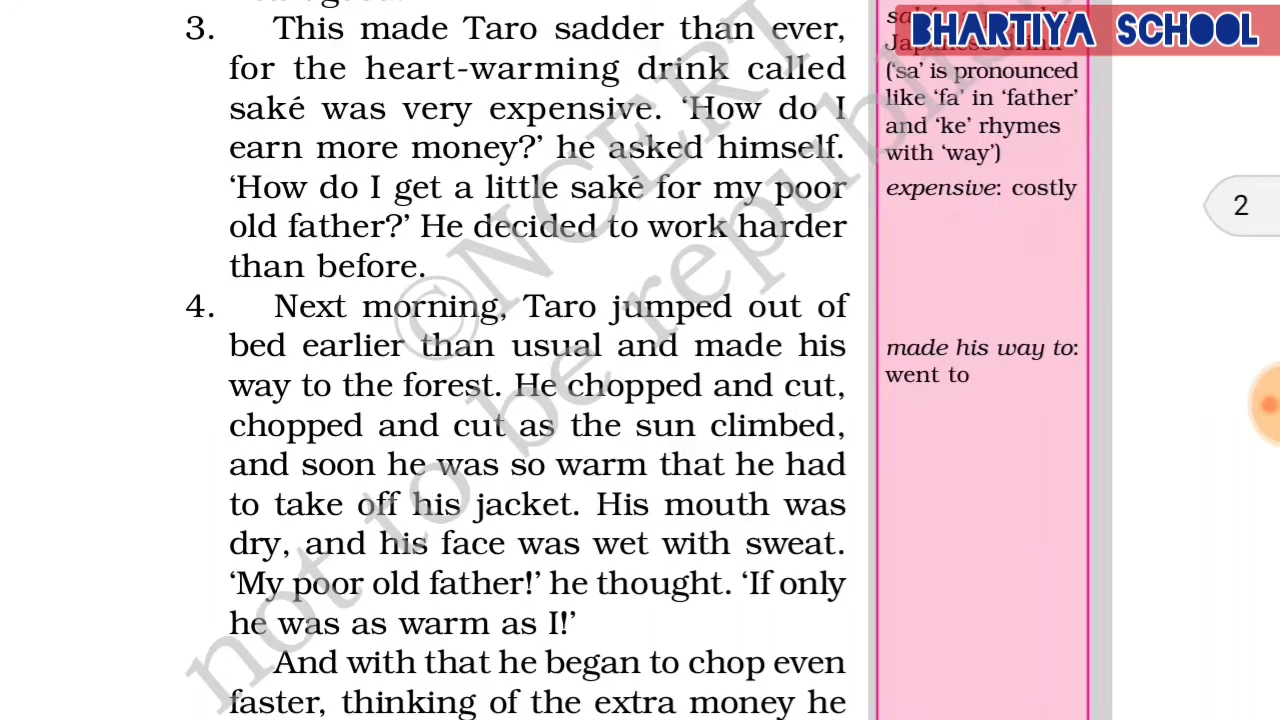 3. This made Taro sadder than ever,
for the heart-warming drink called
saké was very expensive. 'How do I
earn more money?' he asked himself.
'How do I get a little saké for my poor
old father?' He decided to work harder
than before.
4. Next morning, Taro jumped out of
bed earlier than usual and made his
way to the forest. He chopped and cut,
chopped and cut as the sun climbed,
and soon he was so warm that he had
to take off his jacket. His mouth was
dry, and his face was wet with sweat.
'My poor old father!' he thought. 'If only
he was as warm as I!'
And with that he began to chop even
faster, thinking of the extra money he
BHARTIYA SCHOOL
Japanese drink
('sa' is pronounced
like 'fa' in 'father'
and 'ke' rhymes
with 'way')
expensive: costly
made his way to:
went to
2
©NCERT
not to be republished